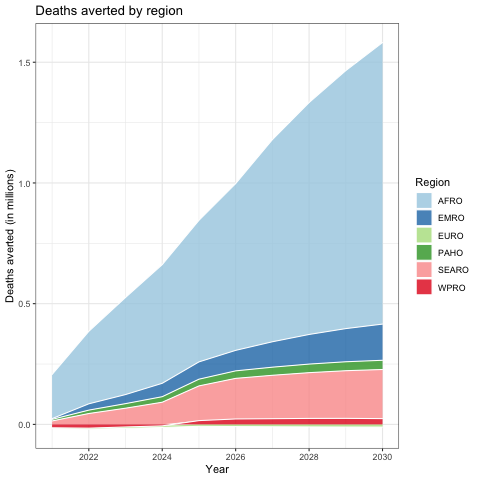 Deaths averted by region
Deaths averted (in millions)
1.5
1.0
0.5
0.0
2022
2024
2026
2028
2030
Year
Region
AFRO
EMRO
EURO
PAHO
SEARO
WPRO